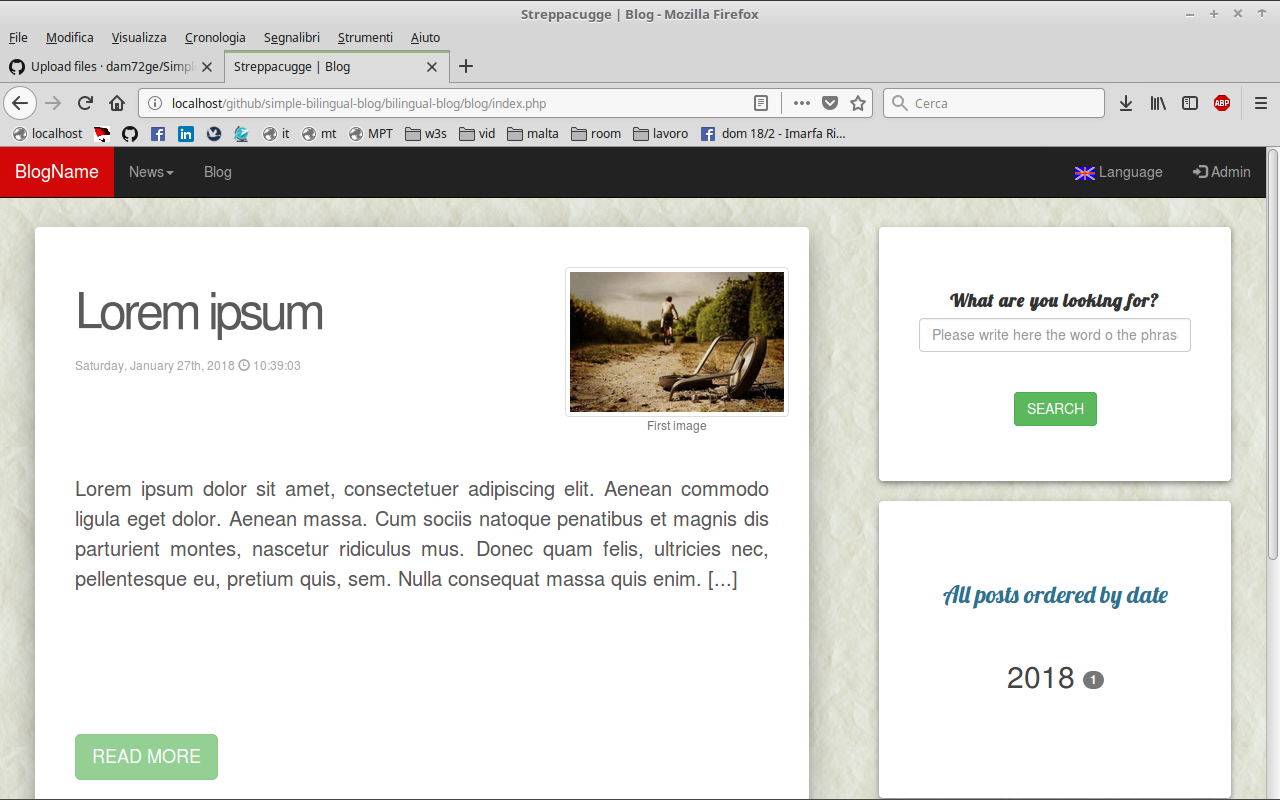 Streppacugge | Blog - Mozilla Firefox
File Modifica Visualizza Cronologia Segnalibri Strumenti Aiuto
Upload files · dam72ge/Simpl
Streppacugge | Blog
localhost/github/simple-bilingual-blog/bilingual-blog/blog/index.php
Cerca
ABP
localhost it mt MPT w3s vid malta room lavoro dom 18/2 - Imarfa Ri...
BlogName News Blog Language Admin
Lorem ipsum
Saturday, January 27th, 2018 10:39:03
First image
Lorem ipsum dolor sit amet, consectetuer adipiscing elit. Aenean commodo
ligula eget dolor. Aenean massa. Cum sociis natoque penatibus et magnis dis
parturient montes, nascetur ridiculus mus. Donec quam felis, ultricies nec,
pellentesque eu, pretium quis, sem. Nulla consequat massa quis enim. [...]
READ MORE
What are you looking for?
Please write here the word o the phras
SEARCH
All posts ordered by date
2018 1